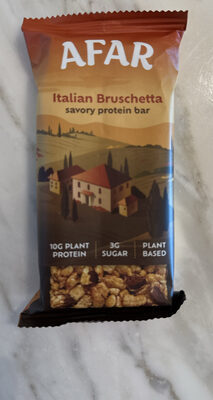 AFAR
Italian Bruschetta
savory protein bar
10G PLANT
PROTEIN
3G
SUGAR
PLANT
BASED